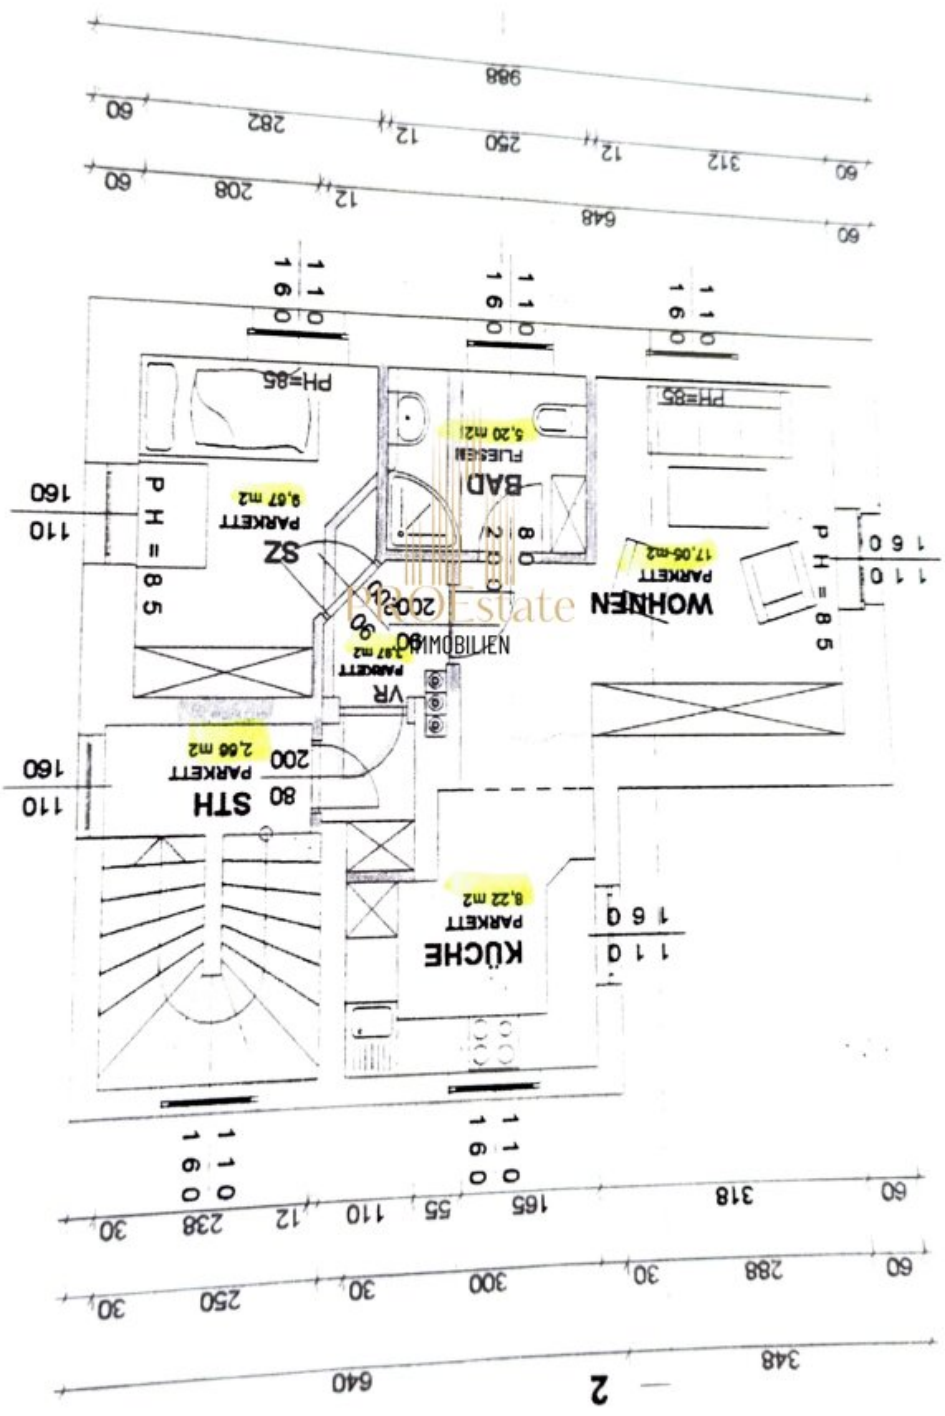 988
60
282
12
250
12
312
60
60
208
12
648
60
110
160
110
160
110
160
PH=85
PH=85
5,20 m2
FLIESEN
BAD
80
200
160
110
PH=85
9,67 m2
PARKETT
SZ
17,05 m2
PARKETT
WOHNEN
PH=85
160
110
PROEstate
IMMOBILIEN
200
90
90
3,97 m2
PARKETT
VR
160
110
2,66 m2
PARKETT
STH
200
80
8,22 m2
PARKETT
KÜCHE
160
110
110
160
110
160
30
238
12
110
55
165
318
60
30
250
30
300
30
288
60
640
348
2